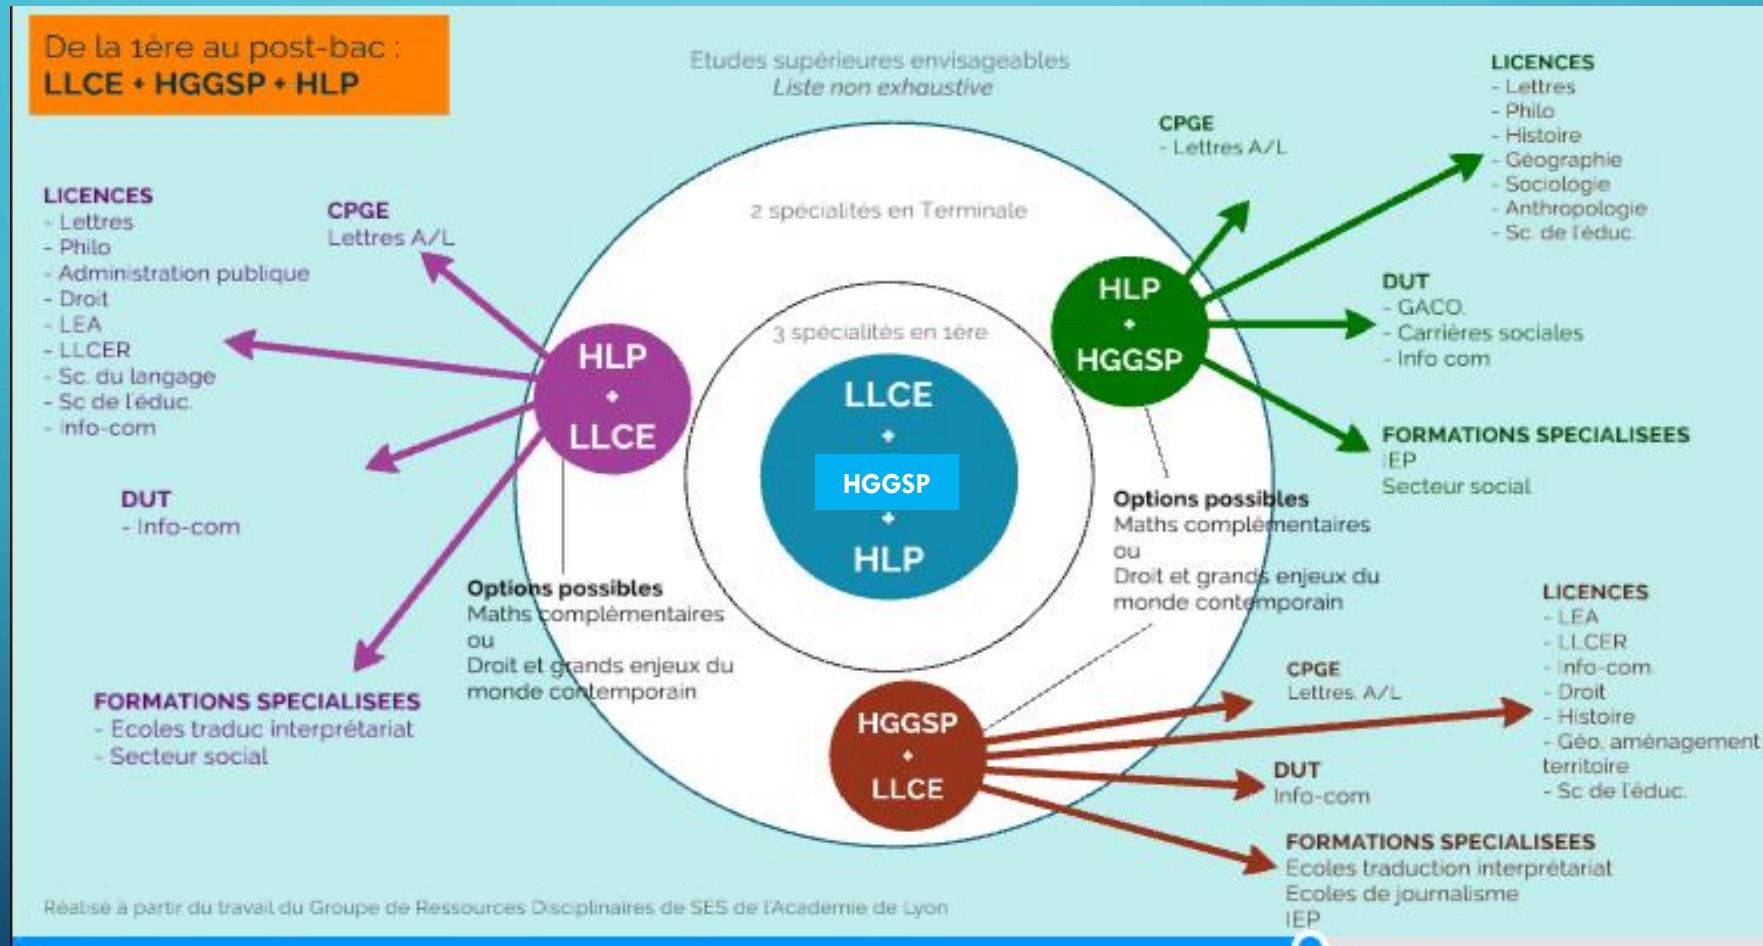 De la 1ère au post-bac :
LLCE + HGGSP + HLP
Etudes supérieures envisageables
Liste non exhaustive
2 spécialités en Terminale
3 spécialités en 1ère
LLCE
+
HGGSP
+
HLP
LICENCES
- Lettres
- Philo
- Administration publique
- Droit
- LEA
- LLCER
- Sc. du langage
- Sc de l'éduc.
- Info-com
CPGE
Lettres A/L
HLP
+
LLCE
DUT
- Info-com
FORMATIONS SPECIALISEES
- Ecoles traduc interprétariat
- Secteur social
Options possibles
Maths complémentaires
ou
Droit et grands enjeux du
monde contemporain
CPGE
- Lettres A/L
LICENCES
- Lettres
- Philo
- Histoire
- Géographie
- Sociologie
- Anthropologie
- Sc. de l'éduc.
HLP
+
HGGSP
DUT
- GACO.
- Carrières sociales
- Info com
FORMATIONS SPECIALISEES
IEP
Secteur social
Options possibles
Maths complémentaires
ou
Droit et grands enjeux du
monde contemporain
HGGSP
+
LLCE
CPGE
Lettres. A/L
LICENCES
- LEA
- LLCER
- Info-com.
- Droit
- Histoire
- Géo. aménagement
territoire
- Sc de l'éduc.
DUT
Info-com
FORMATIONS SPECIALISEES
Ecoles traduction interprétariat
Ecoles de journalisme
IEP
Réalisé à partir du travail du Groupe de Ressources Disciplinaires de SES de l'Académie de Lyon